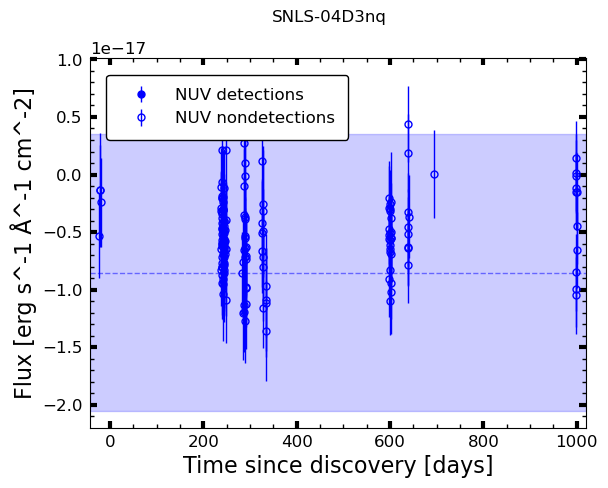 SNLS-04D3nq
1e−17
1.0
0.5
0.0
−0.5
−1.0
−1.5
−2.0
Flux [erg s^-1 Å^-1 cm^-2]
NUV detections
NUV nondetections
0 200 400 600 800 1000
Time since discovery [days]